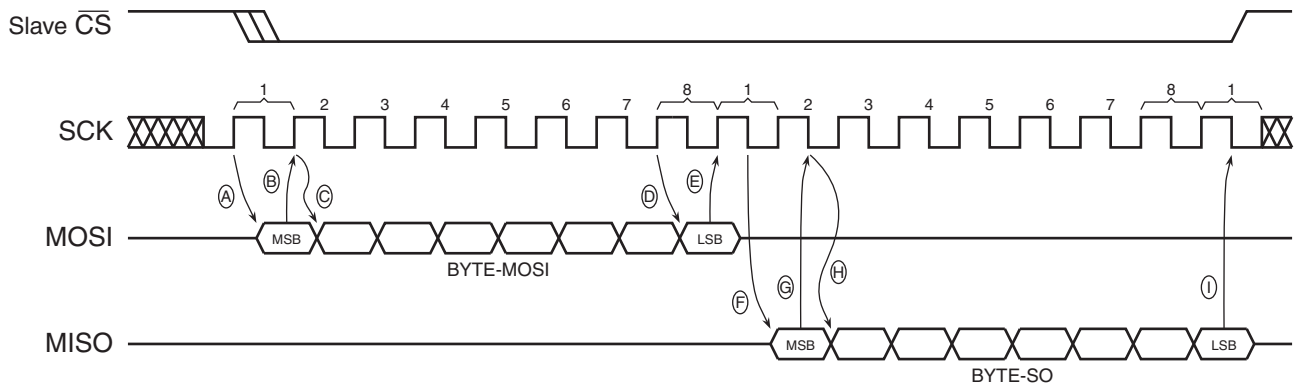 Slave CS
1 2 3 4 5 6 7 8 1 2 3 4 5 6 7 8 1
SCK
A B C D E
MOSI MSB LSB
BYTE-MOSI
F G H I
MISO MSB LSB
BYTE-SO